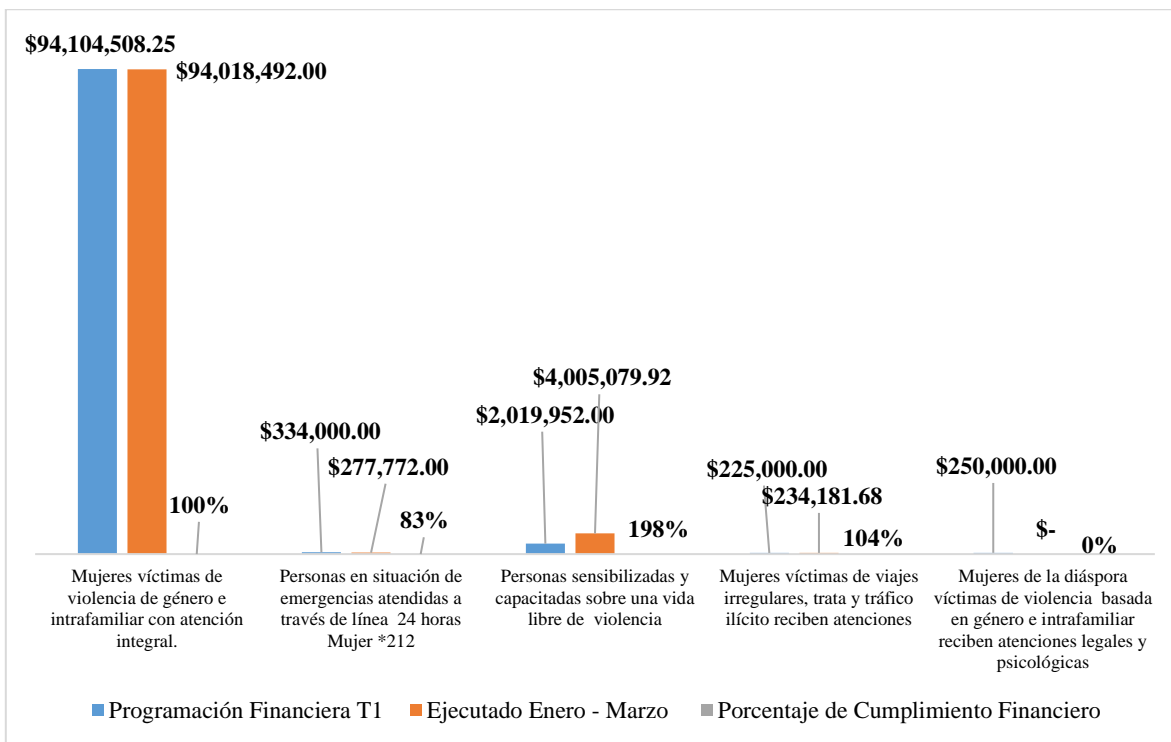 $94,104,508.25
$94,018,492.00
100%
$334,000.00
$277,772.00
83%
$2,019,952.00
$4,005,079.92
198%
$225,000.00
$234,181.68
104%
$250,000.00
$-
0%
Mujeres víctimas de
violencia de género e
intrafamiliar con atención
integral.
Personas en situación de
emergencias atendidas a
través de línea 24 horas
Mujer *212
Personas sensibilizadas y
capacitadas sobre una vida
libre de violencia
Mujeres víctimas de viajes
irregulares, trata y tráfico
ilícito reciben atenciones
Mujeres de la diáspora
víctimas de violencia basada
en género e intrafamiliar
reciben atenciones legales y
psicológicas
Programación Financiera T1
Ejecutado Enero - Marzo
Porcentaje de Cumplimiento Financiero